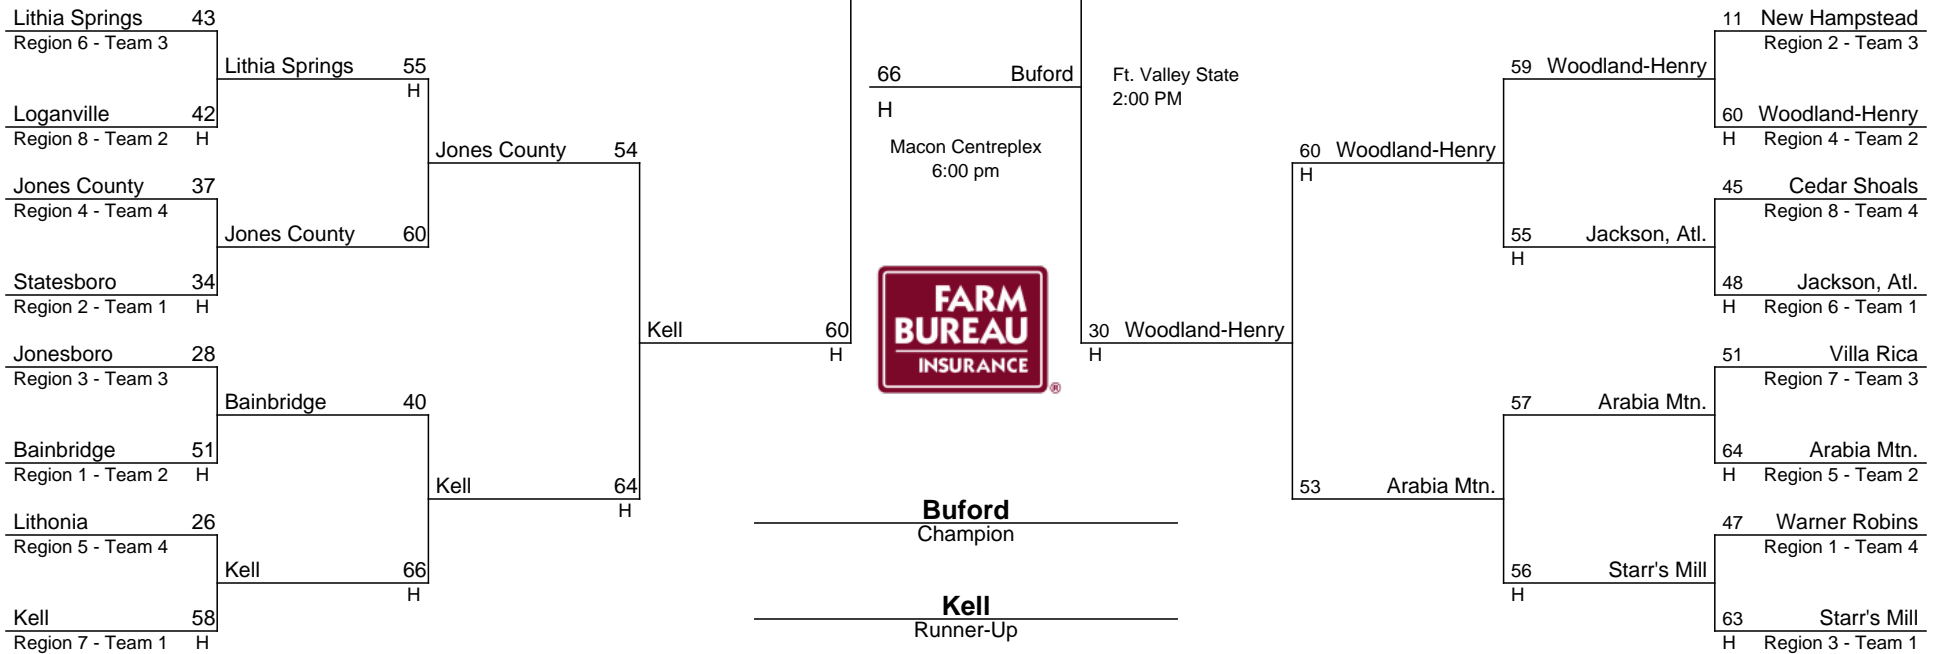 Lithia Springs 43
Region 6 - Team 3
Lithia Springs 55
H
Loganville 42
Region 8 - Team 2 H
Jones County 54
Jones County 37
Region 4 - Team 4
Jones County 60
Statesboro 34
Region 2 - Team 1 H
Kell 60
H
Jonesboro 28
Region 3 - Team 3
Bainbridge 40
Bainbridge 51
Region 1 - Team 2 H
Kell 64
H
Lithonia 26
Region 5 - Team 4
Kell 66
H
Kell 58
Region 7 - Team 1 H
66 Buford
H
Macon Centreplex
6:00 pm
Ft. Valley State
2:00 PM
FARM
BUREAU
INSURANCE
®
Buford
Champion
Kell
Runner-Up
30 Woodland-Henry
H
60 Woodland-Henry
H
53 Arabia Mtn.
59 Woodland-Henry
55 Jackson, Atl.
H
57 Arabia Mtn.
56 Starr's Mill
H
11 New Hampstead
Region 2 - Team 3
60 Woodland-Henry
H Region 4 - Team 2
45 Cedar Shoals
Region 8 - Team 4
48 Jackson, Atl.
H Region 6 - Team 1
51 Villa Rica
Region 7 - Team 3
64 Arabia Mtn.
H Region 5 - Team 2
47 Warner Robins
Region 1 - Team 4
63 Starr's Mill
H Region 3 - Team 1